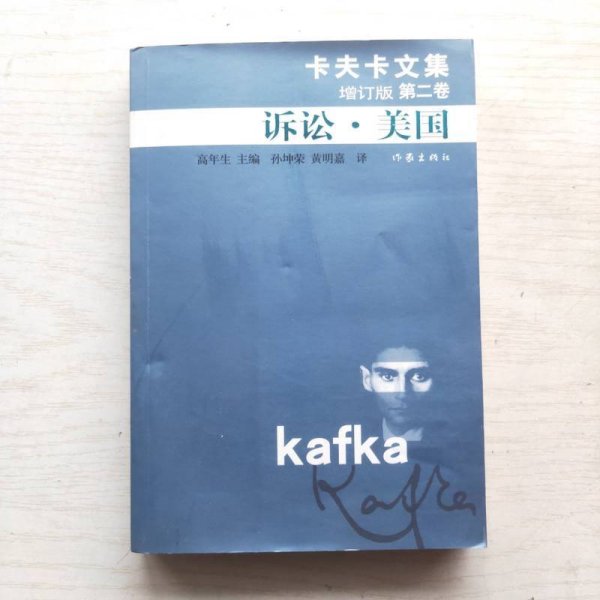 卡夫卡文集
增订版 第二卷
诉讼·美国
高年生 主编 孙坤荣 黄明嘉 译 作家出版社
kafka
Kafka